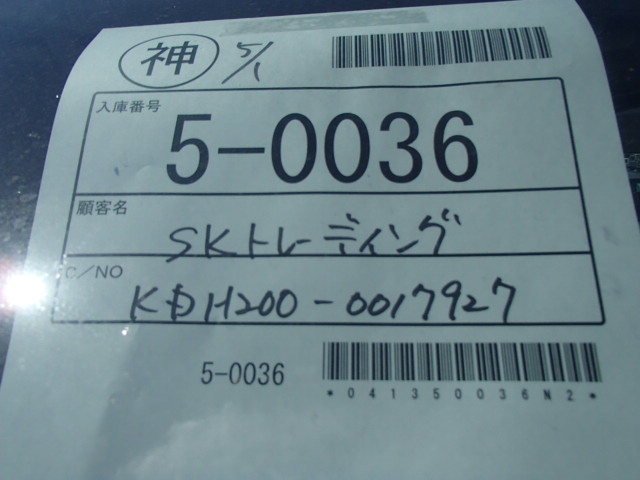 神 5/1
入庫番号
5-0036
顧客名
SKトレーディング
C/NO
KDH200-0017927
5-0036
*041350036N2*